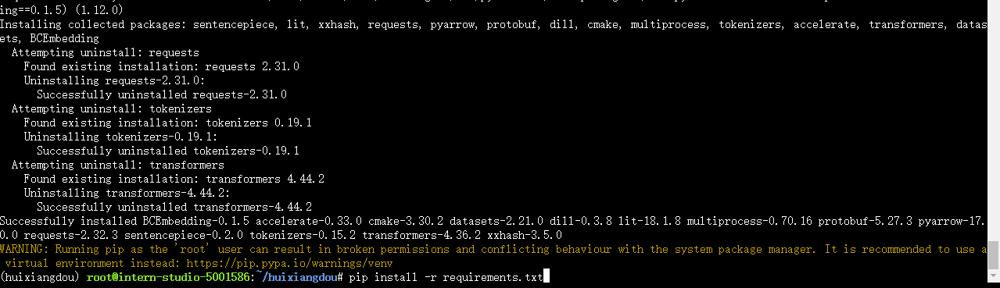 ing==0.1.5) (1.12.0)
Installing collected packages: sentencepiece, lit, xxhash, requests, pyarrow, protobuf, dill, cmake, multiprocess, tokenizers, accelerate, transformers, datas
ets, BCEmbedding
  Attempting uninstall: requests
    Found existing installation: requests 2.31.0
    Uninstalling requests-2.31.0:
      Successfully uninstalled requests-2.31.0
  Attempting uninstall: tokenizers
    Found existing installation: tokenizers 0.19.1
    Uninstalling tokenizers-0.19.1:
      Successfully uninstalled tokenizers-0.19.1
  Attempting uninstall: transformers
    Found existing installation: transformers 4.44.2
    Uninstalling transformers-4.44.2:
      Successfully uninstalled transformers-4.44.2
Successfully installed BCEmbedding-0.1.5 accelerate-0.33.0 cmake-3.30.2 datasets-2.21.0 dill-0.3.8 lit-18.1.8 multiprocess-0.70.16 protobuf-5.27.3 pyarrow-17.
0.0 requests-2.32.3 sentencepiece-0.2.0 tokenizers-0.15.2 transformers-4.36.2 xxhash-3.5.0
WARNING: Running pip as the 'root' user can result in broken permissions and conflicting behaviour with the system package manager. It is recommended to use a
 virtual environment instead: https://pip.pypa.io/warnings/venv
(huixiangdou) root@intern-studio-5001586:~/huixiangdou# pip install -r requirements.txt